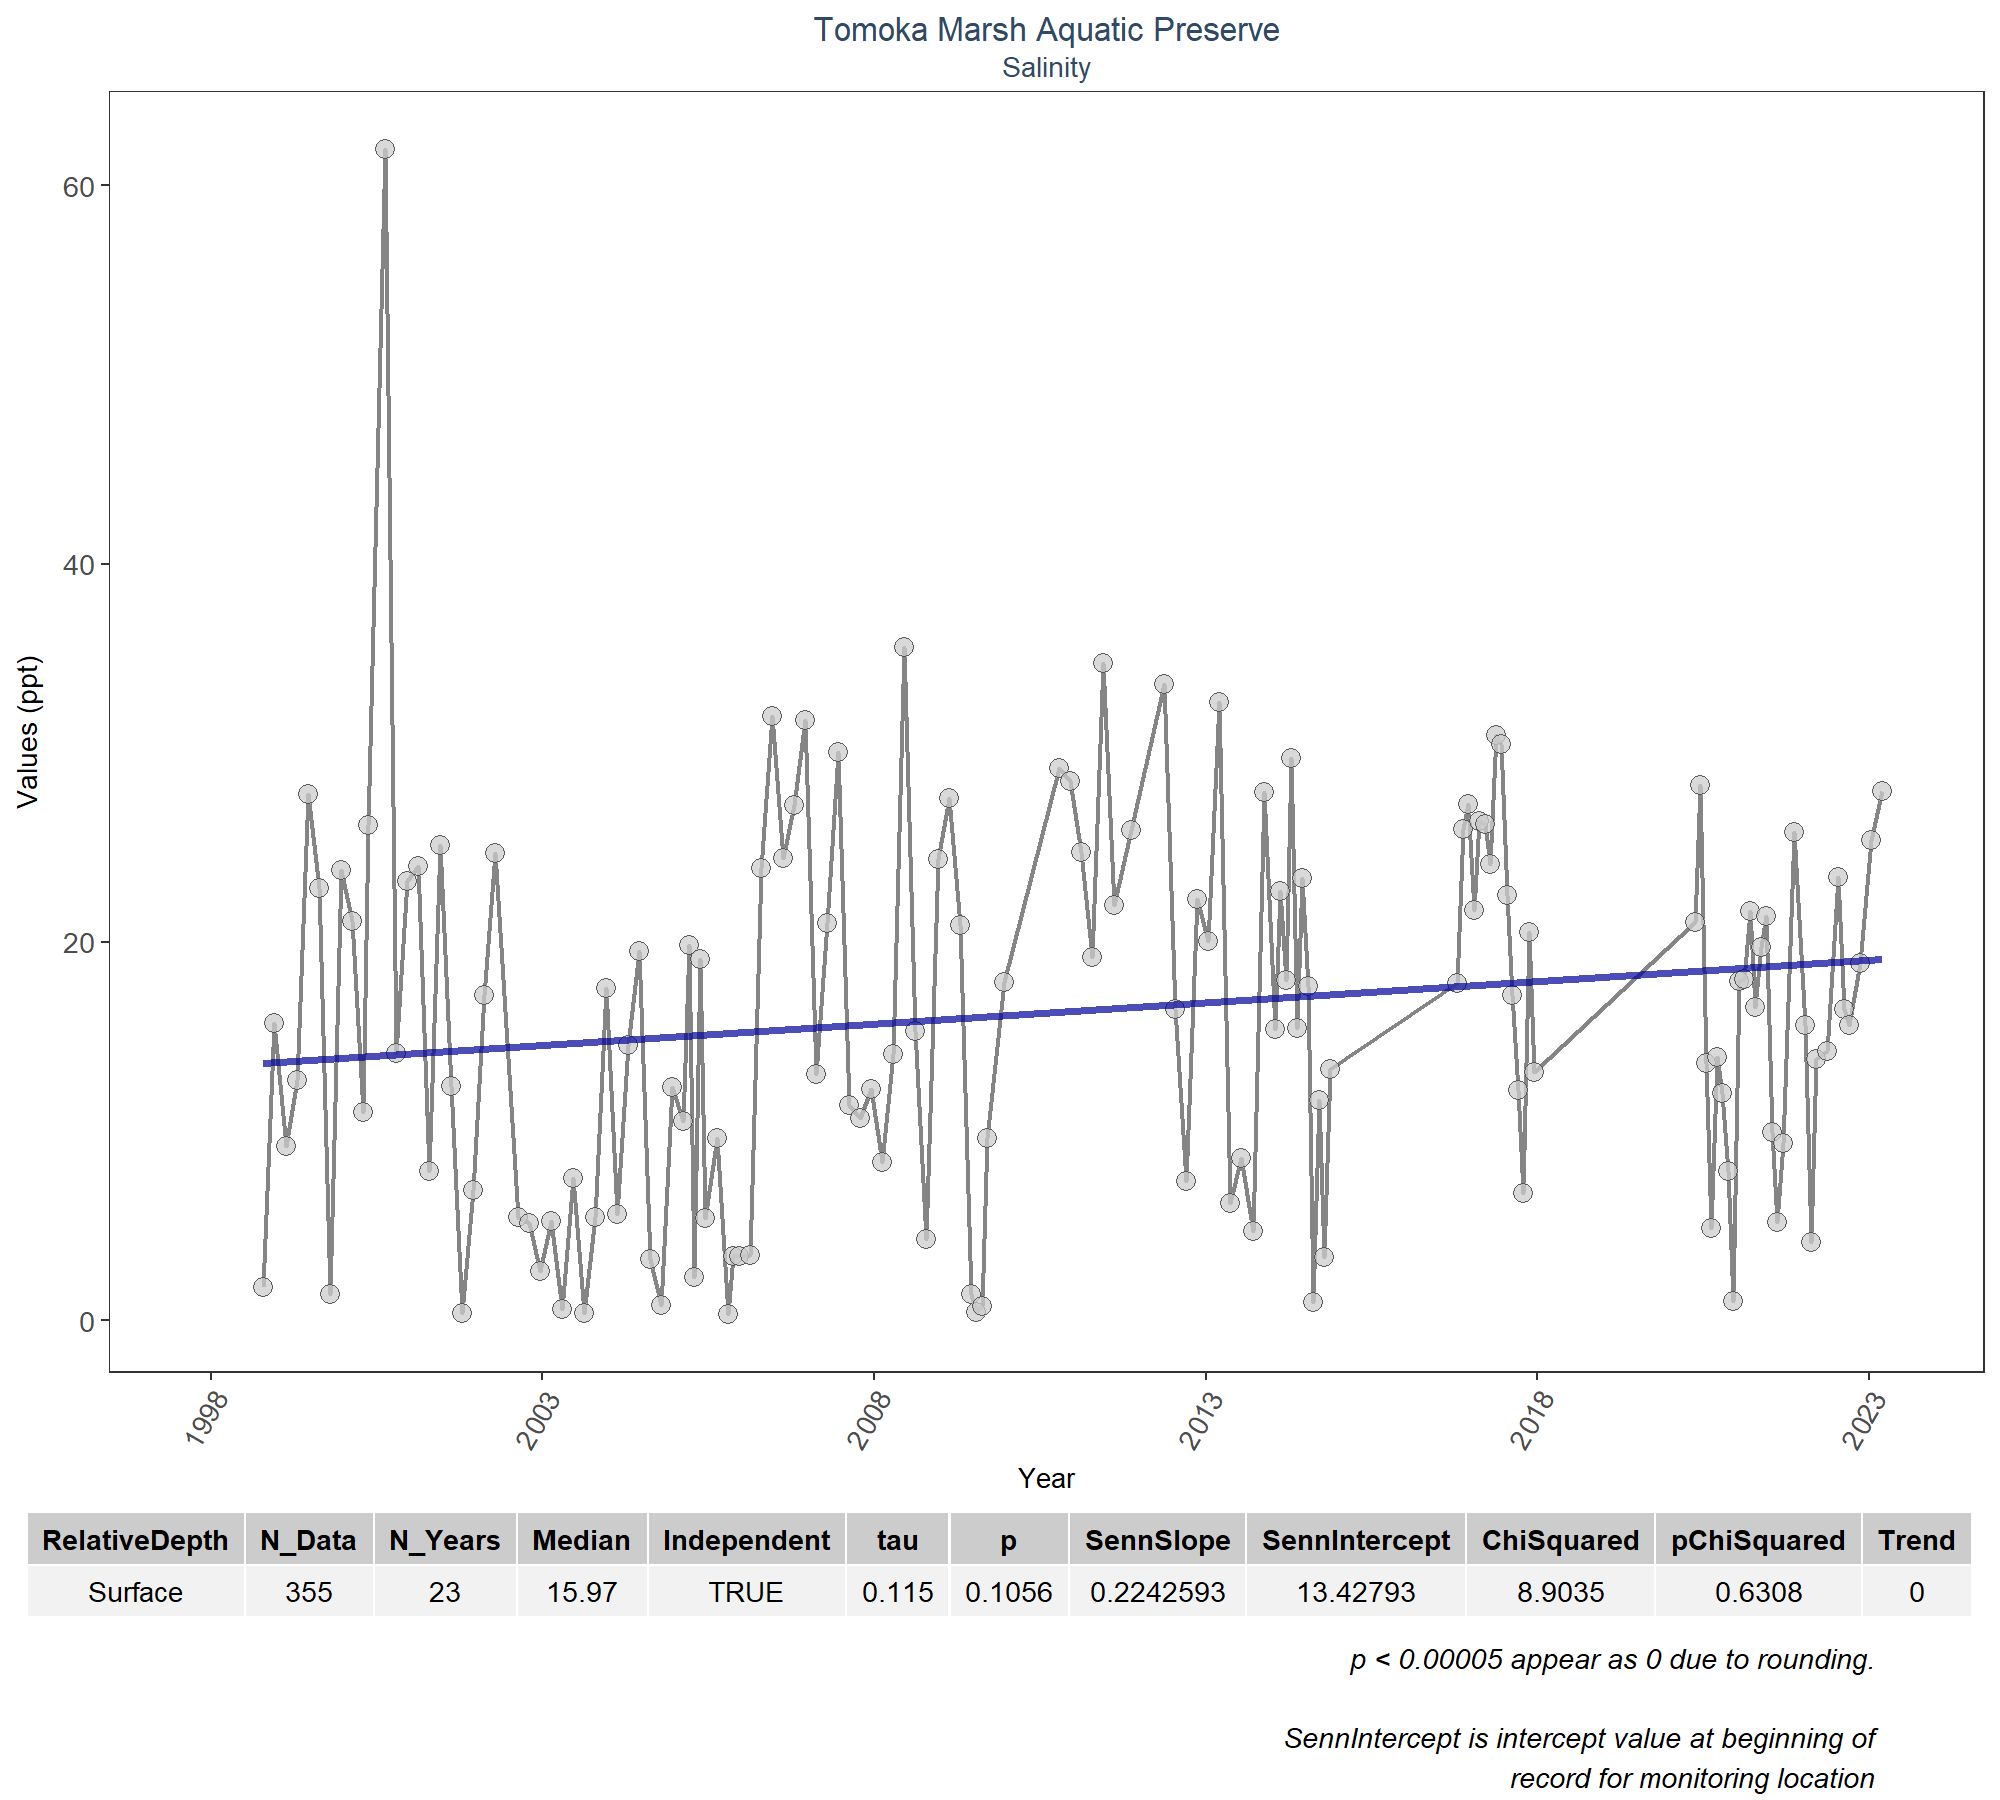 Tomoka Marsh Aquatic Preserve
Salinity
60
40
20
0
Values (ppt)
1998
2003
2008
2013
2018
2023
Year
RelativeDepth N_Data N_Years Median Independent tau p SennSlope SennIntercept ChiSquared pChiSquared Trend
Surface 355 23 15.97 TRUE 0.115 0.1056 0.2242593 13.42793 8.9035 0.6308 0
p < 0.00005 appear as 0 due to rounding.
SennIntercept is intercept value at beginning of
record for monitoring location